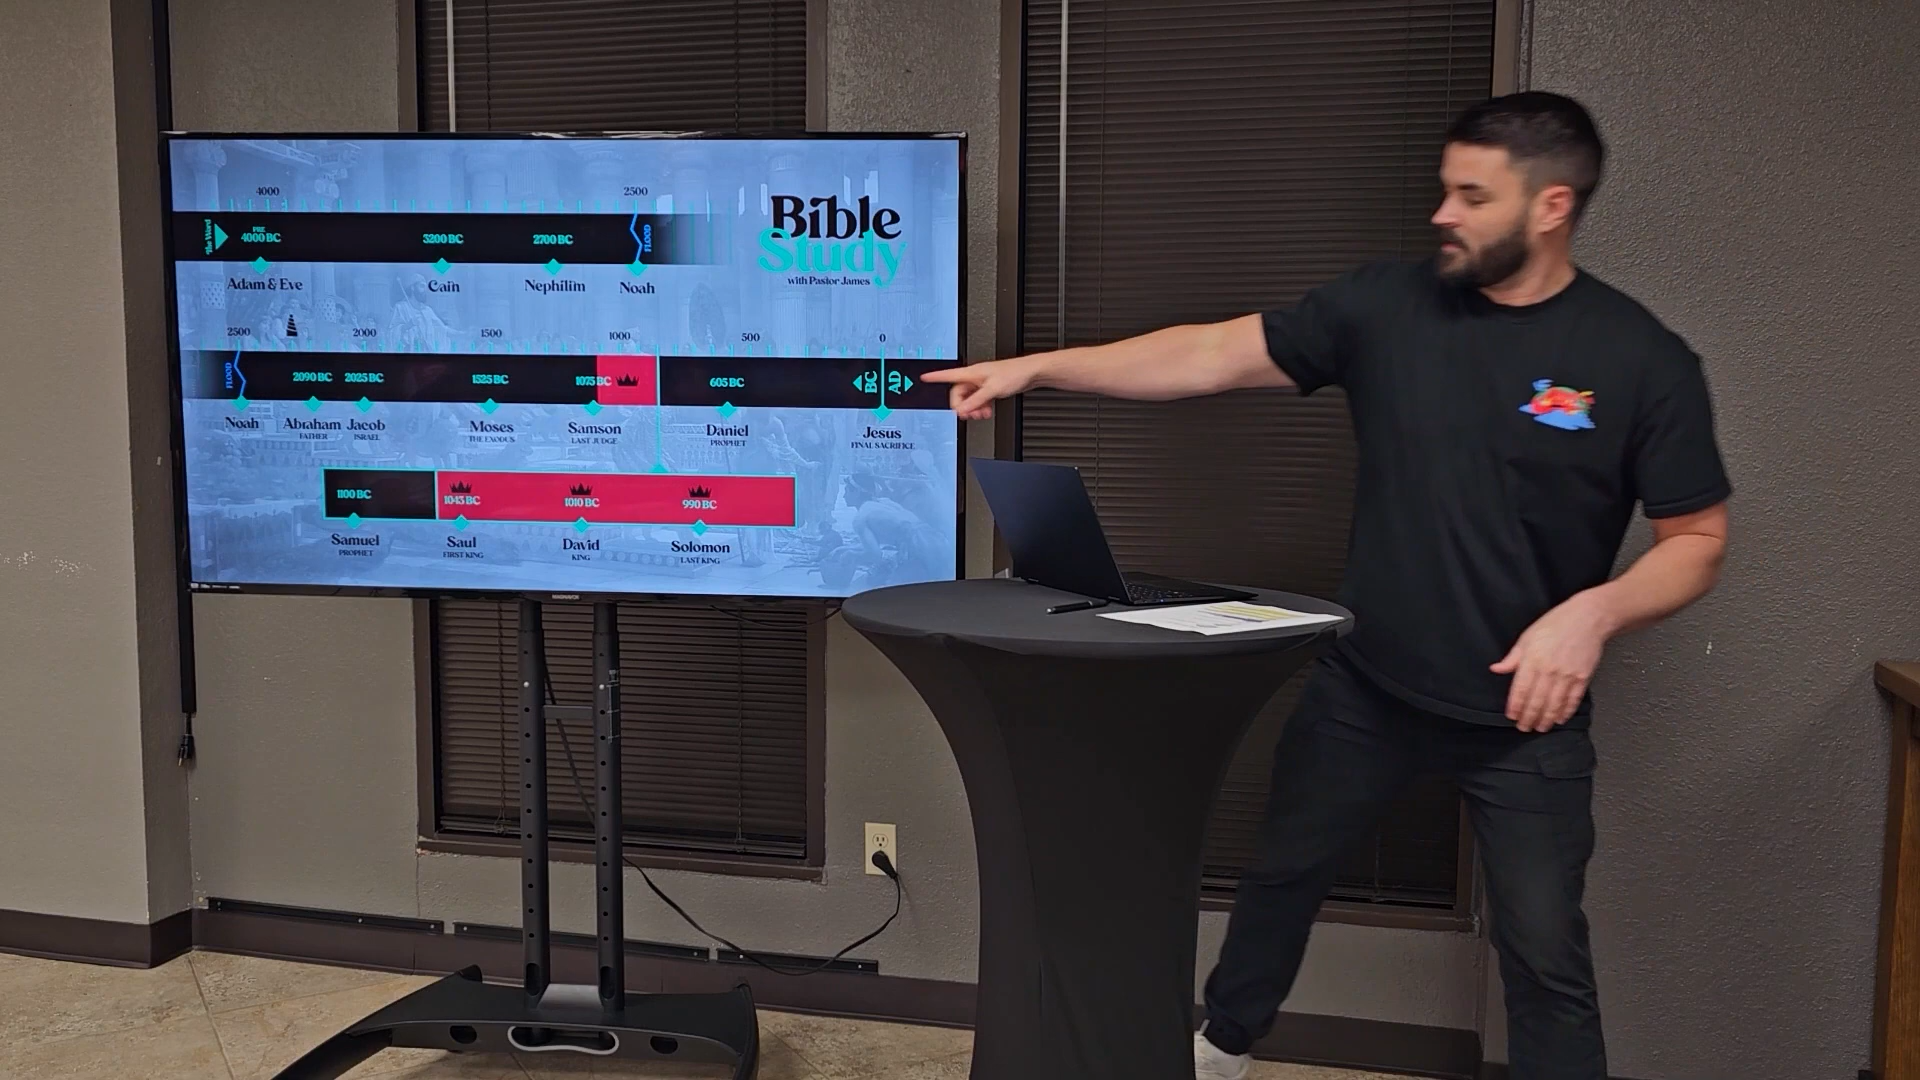 4000
2500
Bible
Study
with Pastor James
The Word
PRE
4000 BC
3200 BC
2700 BC
FLOOD
Adam & Eve
Cain
Nephilim
Noah
2500
2000
1500
1000
500
0
FLOOD
2090 BC
2025 BC
1525 BC
1075 BC
605 BC
BC
AD
Noah
Abraham
FATHER
Jacob
ISRAEL
Moses
THE EXODUS
Samson
LAST JUDGE
Daniel
PROPHET
Jesus
FINAL SACRIFICE
1100 BC
1043 BC
1010 BC
990 BC
Samuel
PROPHET
Saul
FIRST KING
David
KING
Solomon
LAST KING
MAGNAVOX